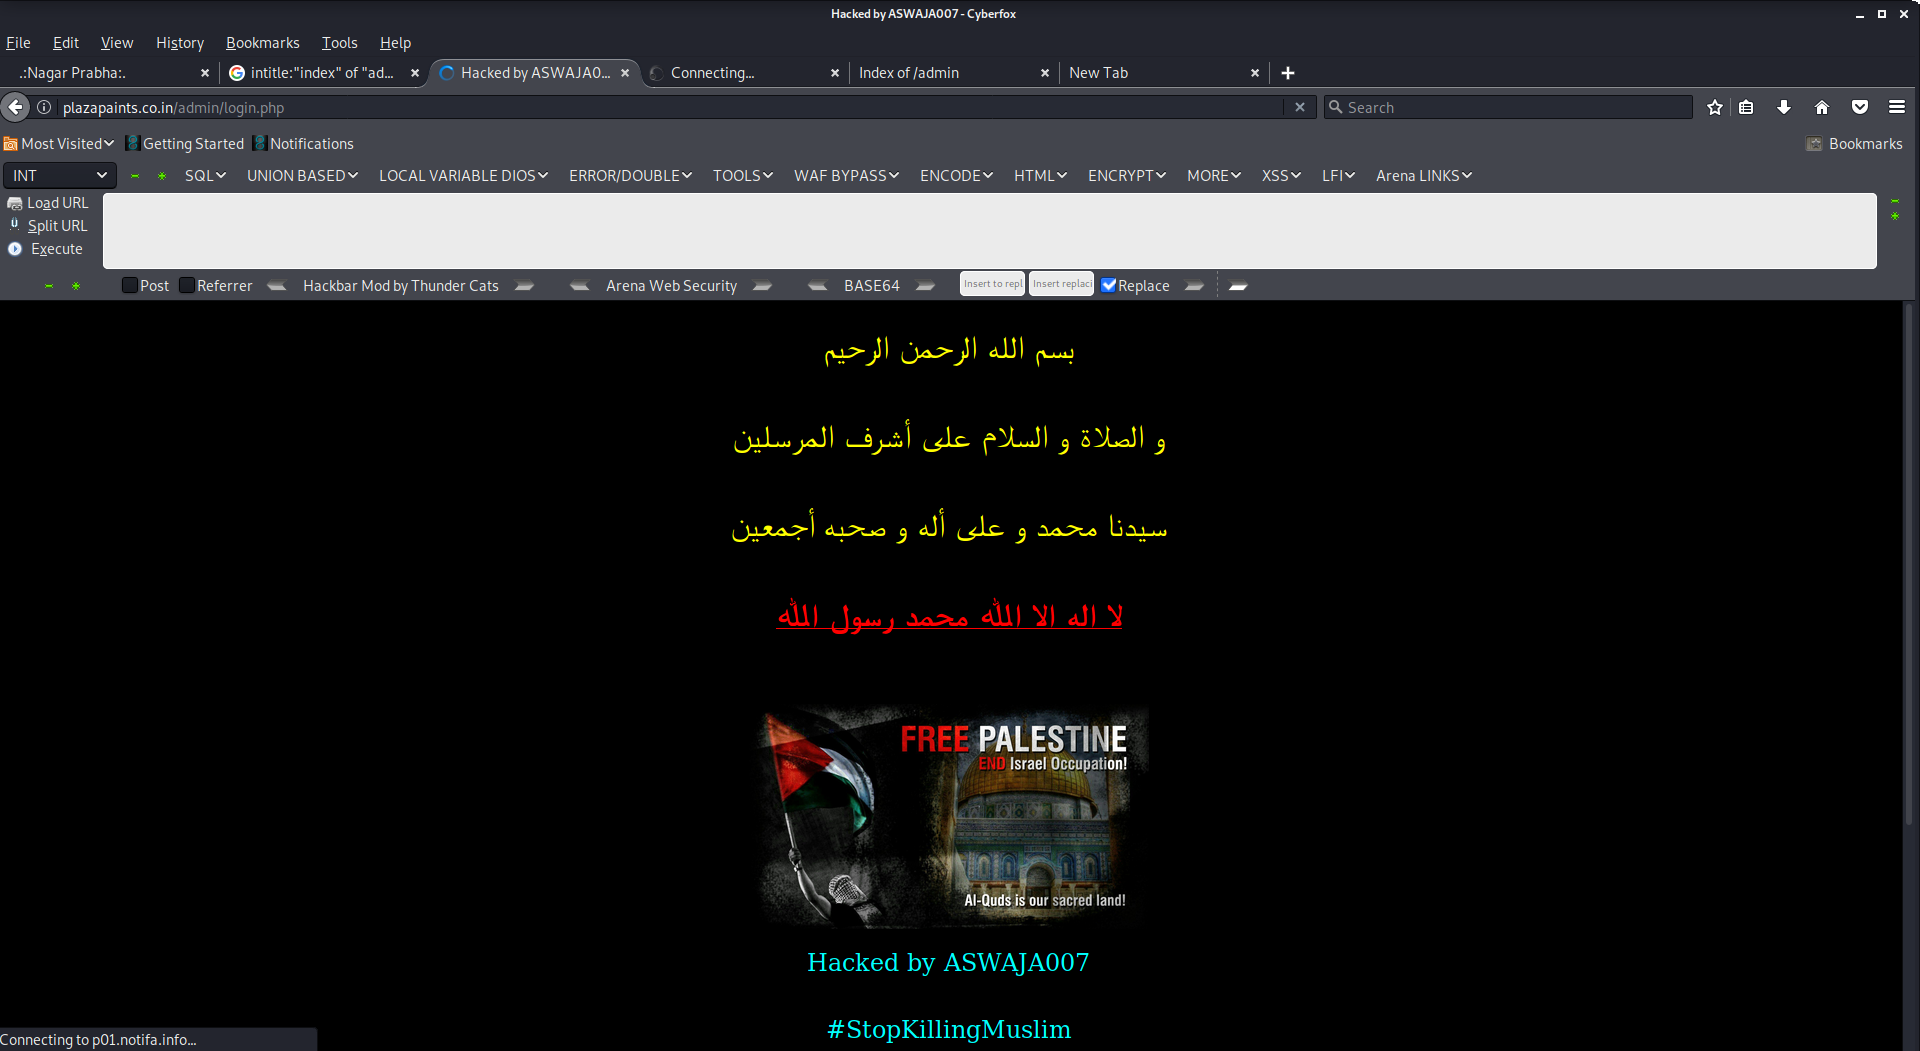 Hacked by ASWAJA007 - Cyberfox
File Edit View History Bookmarks Tools Help
.:Nagar Prabha:. intitle:"index" of "ad... Hacked by ASWAJA0... Connecting... Index of /admin New Tab
plazapaints.co.in/admin/login.php Search
Most Visited Getting Started Notifications Bookmarks
INT SQL UNION BASED LOCAL VARIABLE DIOS ERROR/DOUBLE TOOLS WAF BYPASS ENCODE HTML ENCRYPT MORE XSS LFI Arena LINKS
Load URL
Split URL
Execute
Post Referrer Hackbar Mod by Thunder Cats Arena Web Security BASE64 Insert to repl Insert replaci Replace
بسم الله الرحمن الرحيم
و الصلاة و السلام على أشرف المرسلين
سيدنا محمد و على أله و صحبه أجمعين
لا اله الا الله محمد رسول الله
FREE PALESTINE
END Israel Occupation!
Al-Quds is our sacred land!
Hacked by ASWAJA007
#StopKillingMuslim
Connecting to p01.notifa.info...